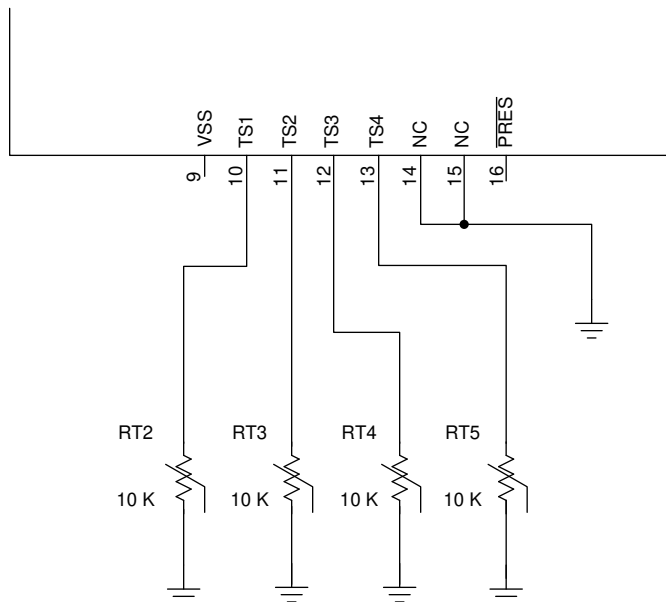 VSS
TS1
TS2
TS3
TS4
NC
NC
PRES
9
10
11
12
13
14
15
16
RT2
RT3
RT4
RT5
10 K
10 K
10 K
10 K